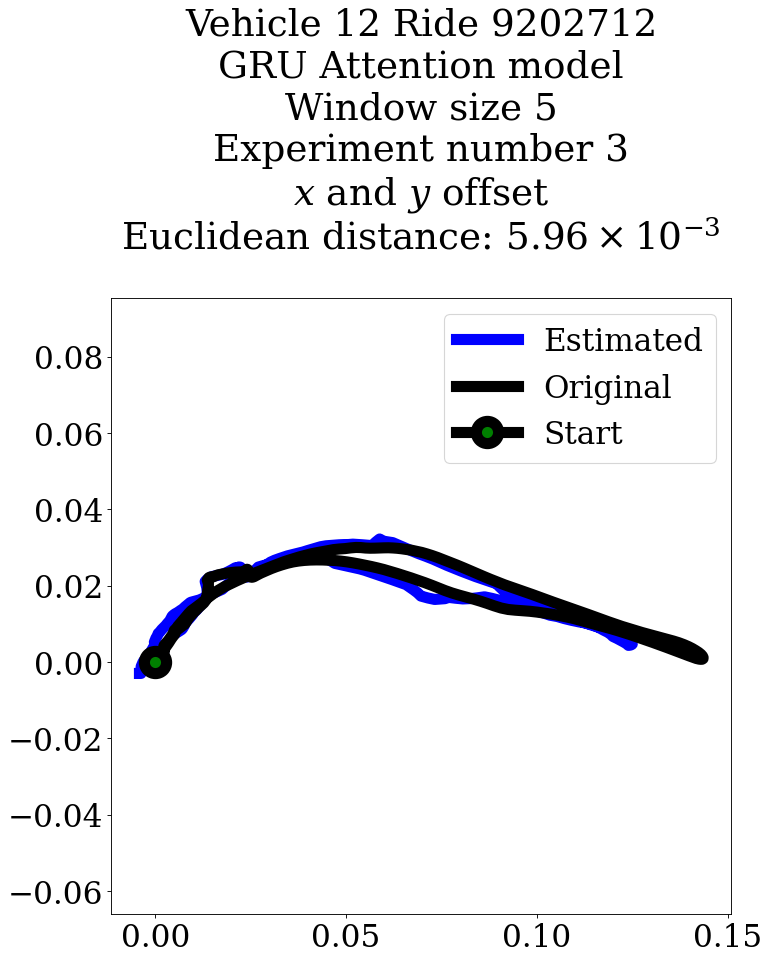 Vehicle 12 Ride 9202712
GRU Attention model
Window size 5
Experiment number 3
x and y offset
Euclidean distance: 5.96 × 10⁻³
Estimated
Original
Start
0.08
0.06
0.04
0.02
0.00
−0.02
−0.04
−0.06
0.00 0.05 0.10 0.15